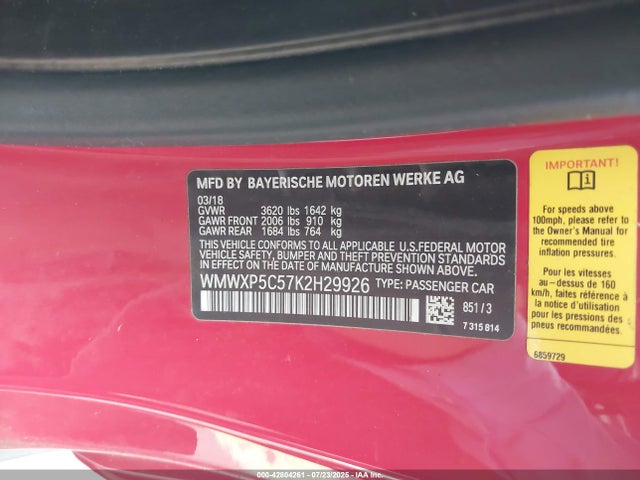 MFD BY BAYERISCHE MOTOREN WERKE AG
03/18
GVWR 3620 lbs 1642 kg
GAWR FRONT 2006 lbs 910 kg
GAWR REAR 1684 lbs 764 kg
THIS VEHICLE CONFORMS TO ALL APPLICABLE U.S.FEDERAL MOTOR
VEHICLE SAFETY, BUMPER, AND THEFT PREVENTION STANDARDS
IN EFFECT ON THE DATE OF MANUFACTURE SHOWN ABOVE.
WMWXP5C57K2H29926 TYPE: PASSENGER CAR
851/3
7 315 814
IMPORTANT!
For speeds above
100mph, please refer to
the Owner's Manual for
recommended tire
inflation pressures.
Pour les vitesses
au-dessus de 160
km/h, faites référence à
la notice d'utilisation
pour les pressions des
pneus recommandées.
6859729
000-42804261 - 07/23/2025 - IAA Inc.